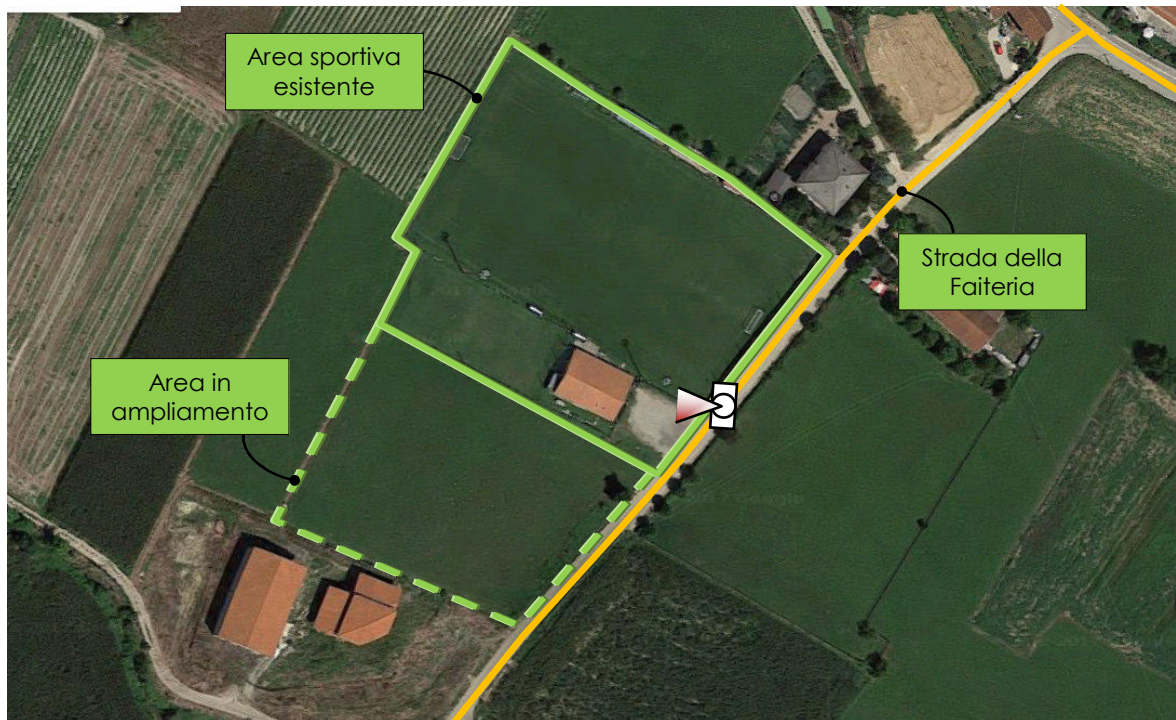 Area sportiva
esistente
Strada della
Faiteria
Area in
ampliamento